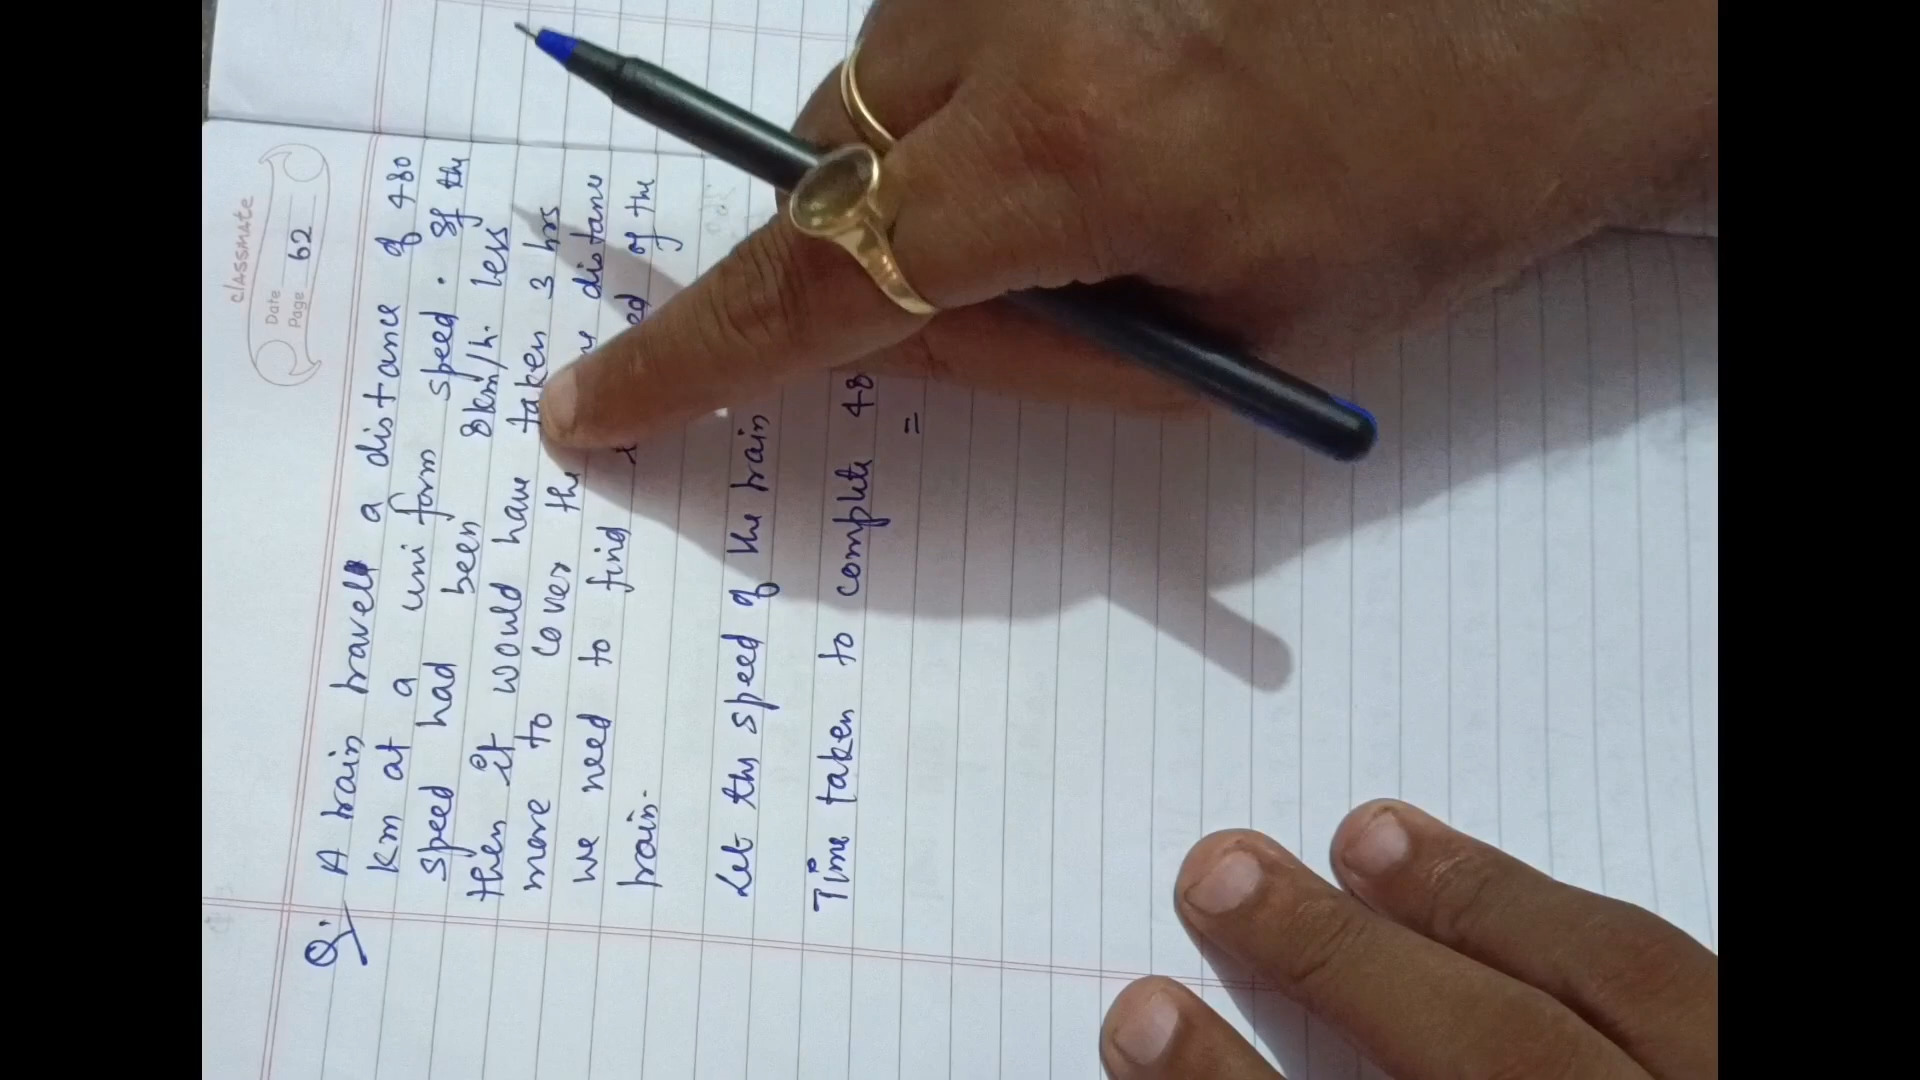 classmate
Date
Page 62
Q. A train travels a distance of 480
km at a uni form speed. If the
speed had been 8km/h. less
then it would have taken 3 hrs
more to cover the distance
we need to find of the
train.
Let the speed of the train
Time taken to complete 48
=